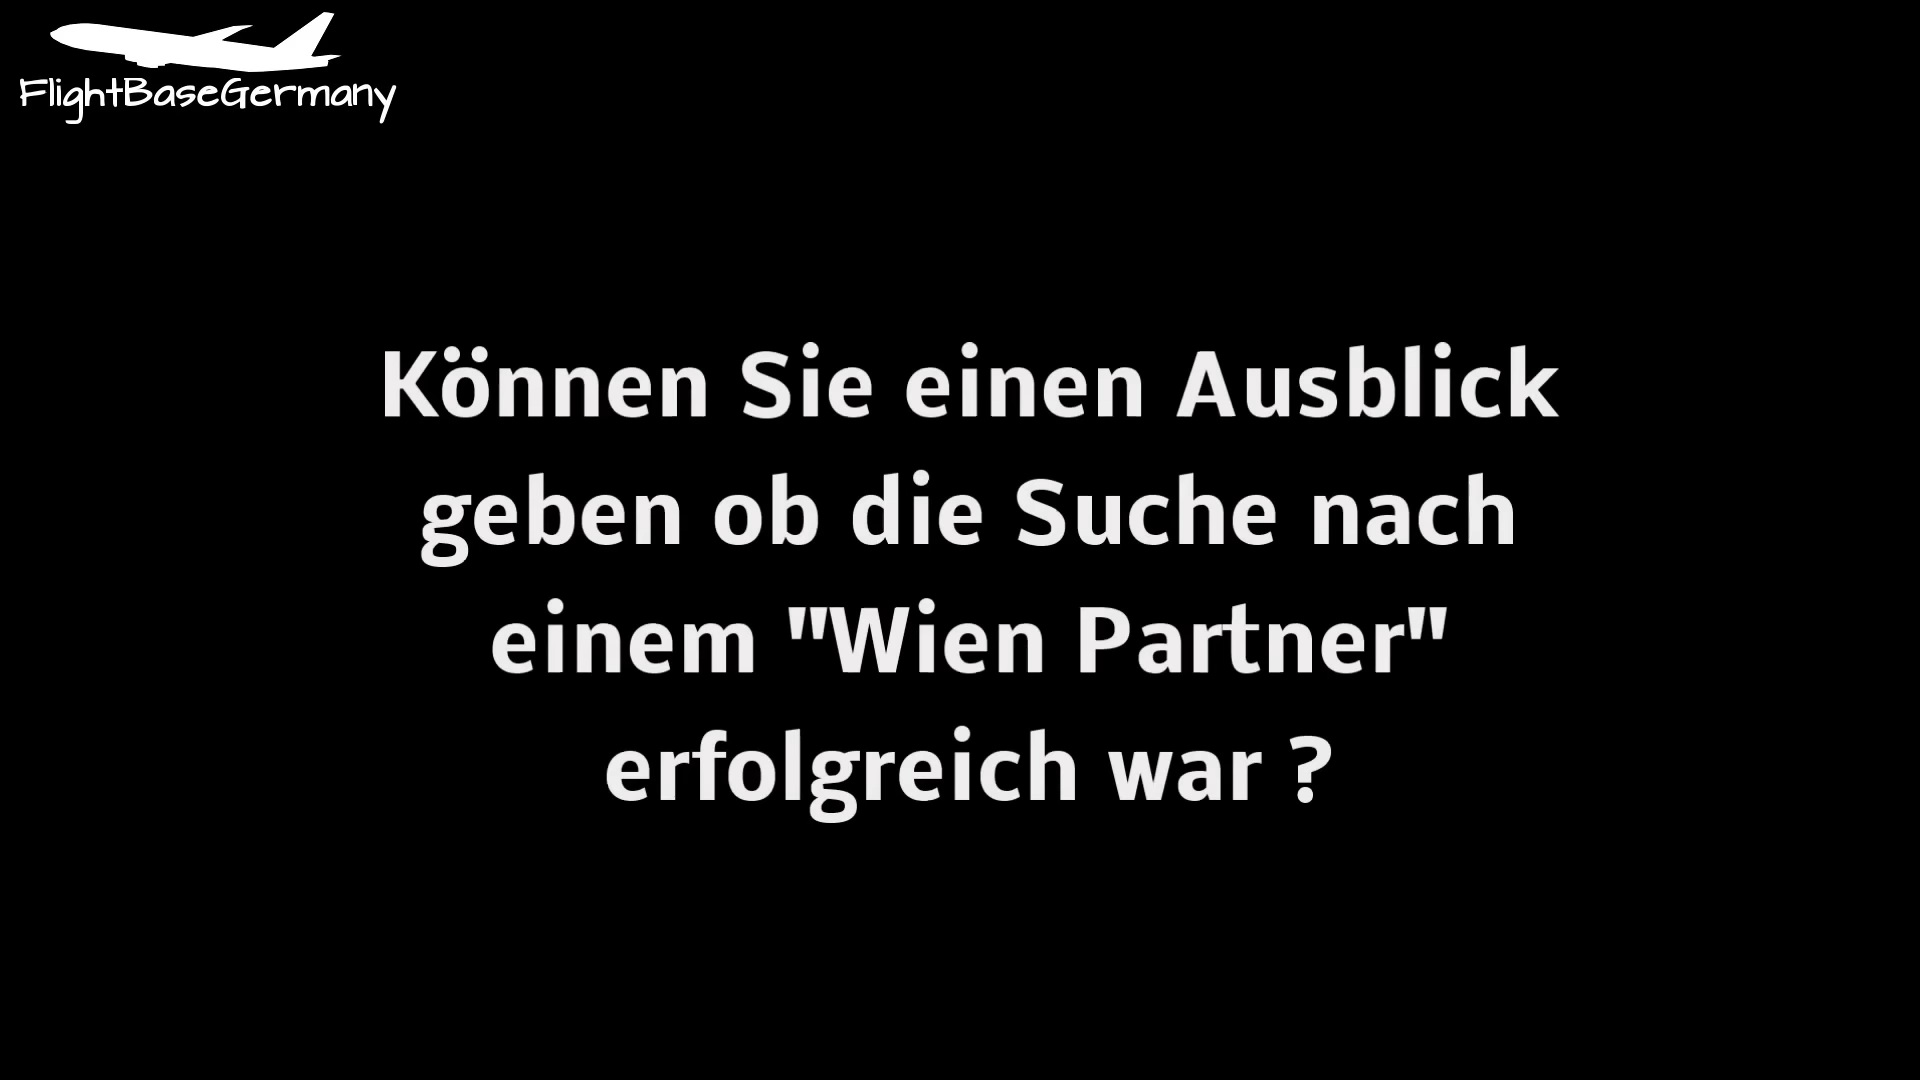 FlightBaseGermany
Können Sie einen Ausblick
geben ob die Suche nach
einem "Wien Partner"
erfolgreich war ?